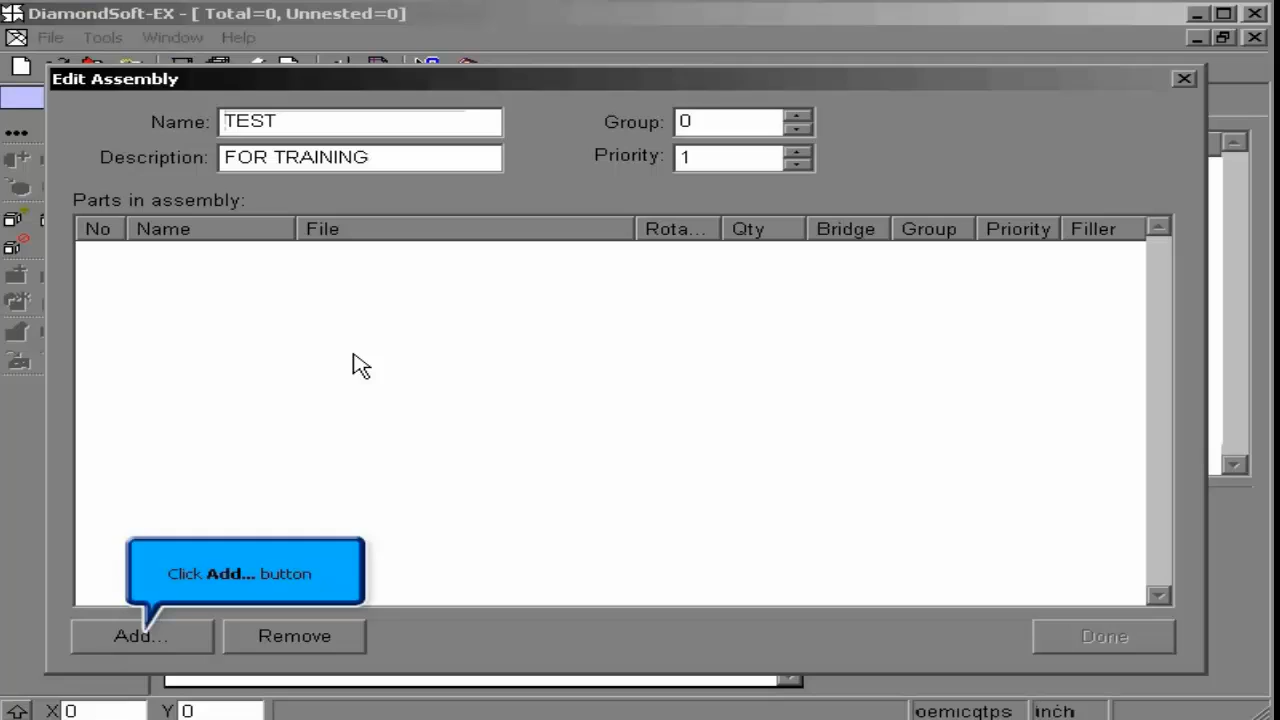 DiamondSoft-EX - [ Total=0, Unnested=0]
File Tools Window Help
Edit Assembly
Name: TEST Group: 0
Description: FOR TRAINING Priority: 1
Parts in assembly:
No Name File Rota... Qty Bridge Group Priority Filler
Click Add... button
Add... Remove Done
X 0 Y 0 oemicqtps inch